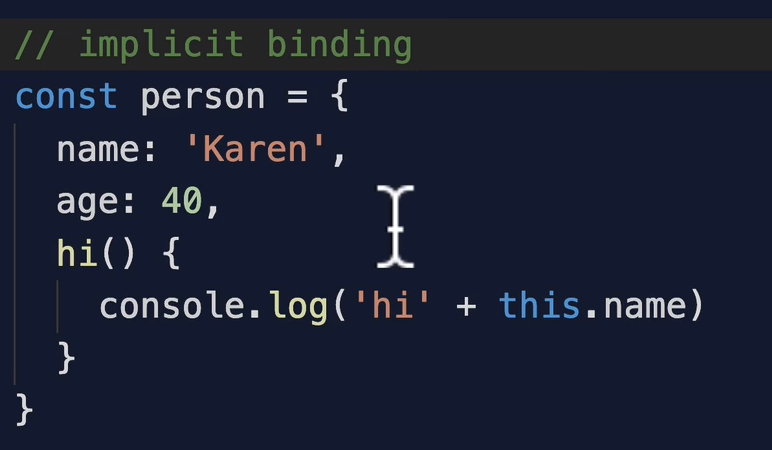 // implicit binding
const person = {
  name: 'Karen',
  age: 40,
  hi() {
    console.log('hi' + this.name)
  }
}